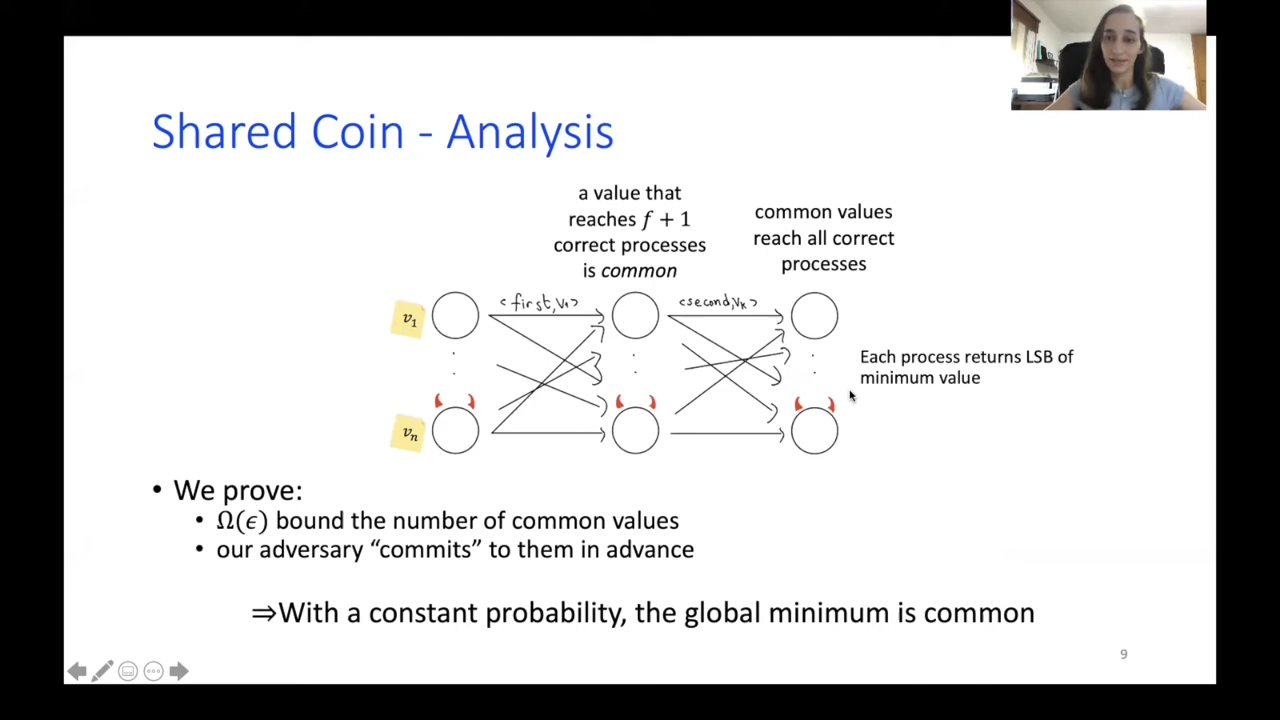 Shared Coin - Analysis
a value that
reaches f + 1
correct processes
is common
common values
reach all correct
processes
v₁
<first,v₁>
<second,vₖ>
Each process returns LSB of
minimum value
vₙ
• We prove:
• Ω(ϵ) bound the number of common values
• our adversary “commits” to them in advance
⇒With a constant probability, the global minimum is common
9